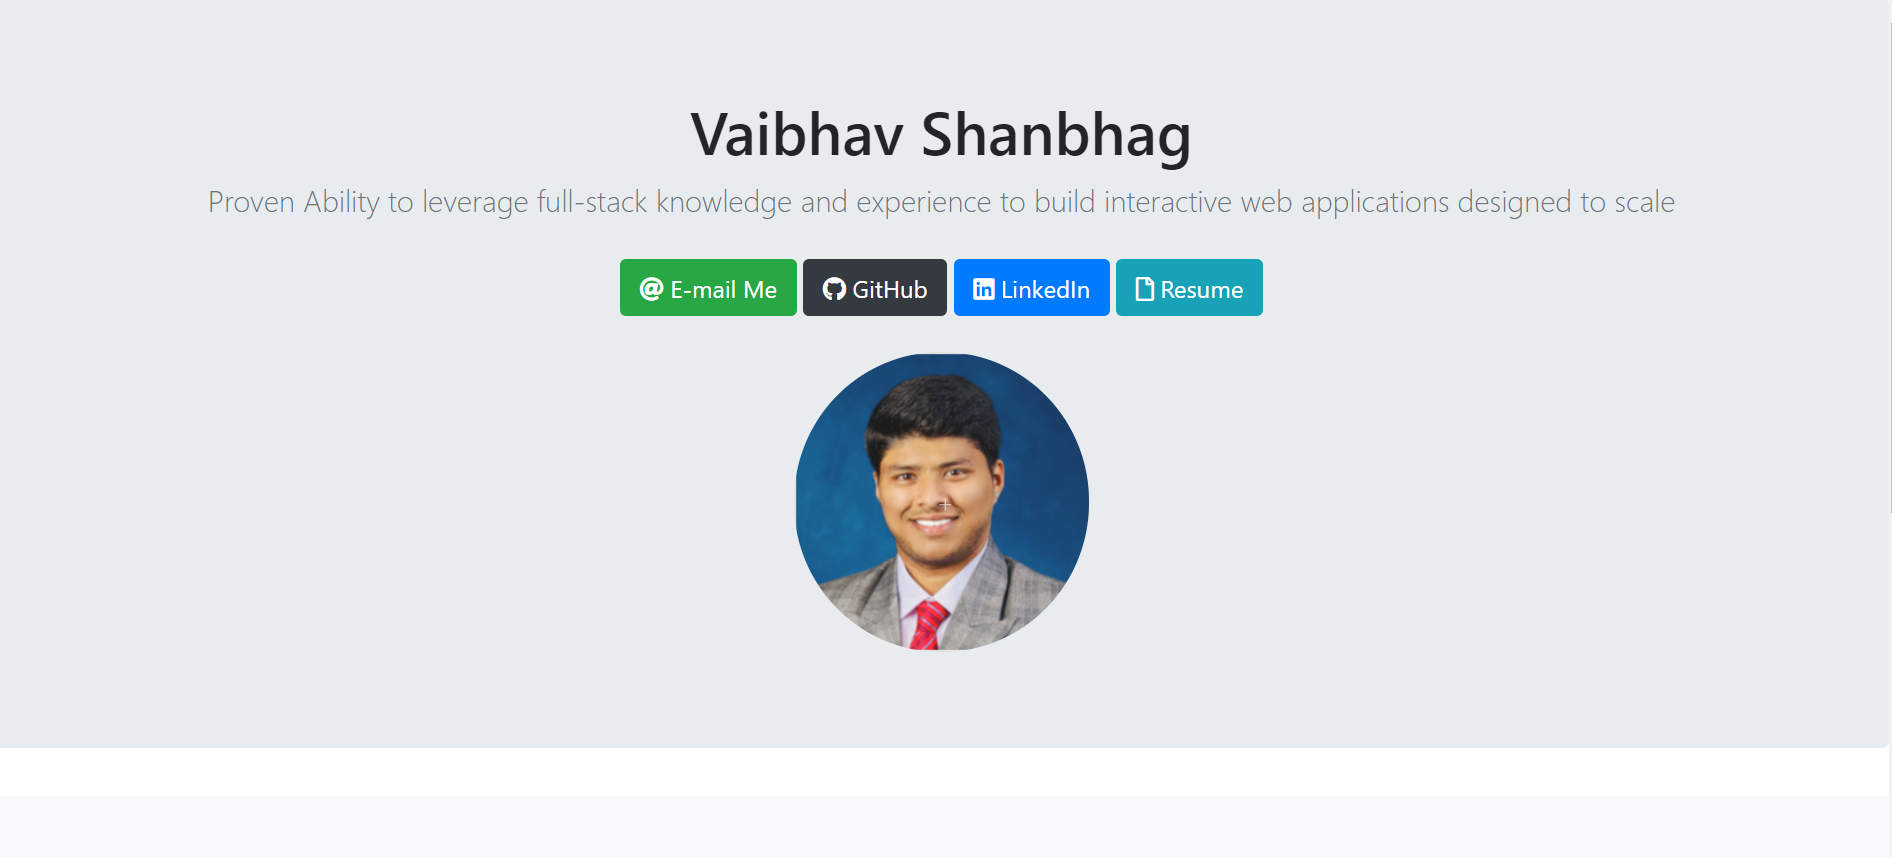 Vaibhav Shanbhag
Proven Ability to leverage full-stack knowledge and experience to build interactive web applications designed to scale
@ E-mail Me GitHub in LinkedIn Resume